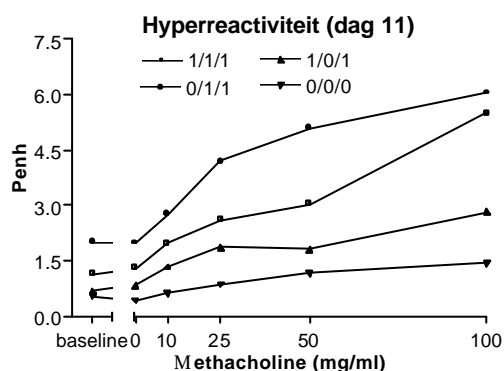 Hyperreactiviteit (dag 11)
1/1/1
1/0/1
0/1/1
0/0/0
Penh
7.5
6.0
4.5
3.0
1.5
0.0
baseline 0 10 25 50 100
Methacholine (mg/ml)